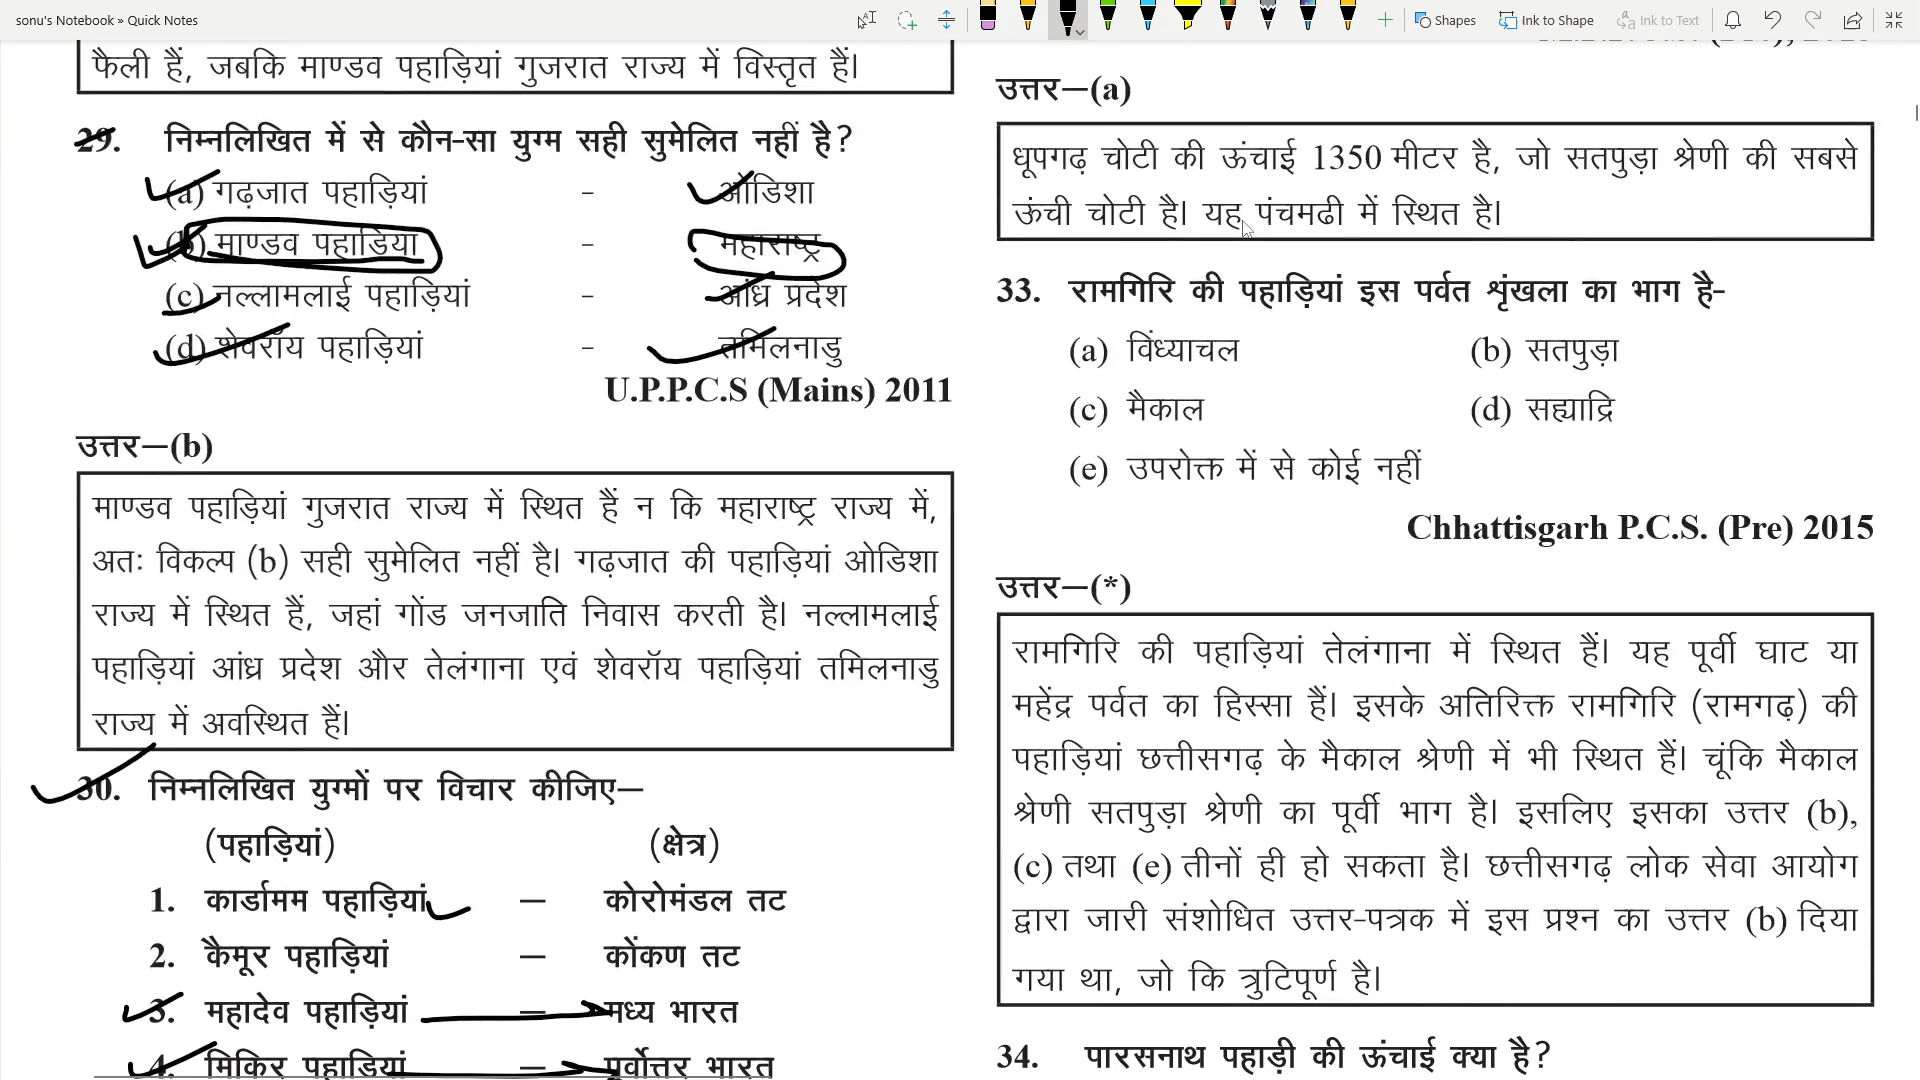 sonu's Notebook » Quick Notes
Shapes
Ink to Shape
Ink to Text
फैली हैं, जबकि माण्डव पहाड़ियां गुजरात राज्य में विस्तृत हैं।
29. निम्नलिखित में से कौन-सा युग्म सही सुमेलित नहीं है?
(a) गढ़जात पहाड़ियां - ओडिशा
(b) माण्डव पहाडिया - महाराष्ट्र
(c) नल्लामलाई पहाड़ियां - आंध्र प्रदेश
(d) शेवरॉय पहाड़ियां - तमिलनाडु
U.P.P.C.S (Mains) 2011
उत्तर—(b)
माण्डव पहाड़ियां गुजरात राज्य में स्थित हैं न कि महाराष्ट्र राज्य में,
अतः विकल्प (b) सही सुमेलित नहीं है। गढ़जात की पहाड़ियां ओडिशा
राज्य में स्थित हैं, जहां गोंड जनजाति निवास करती है। नल्लामलाई
पहाड़ियां आंध्र प्रदेश और तेलंगाना एवं शेवरॉय पहाड़ियां तमिलनाडु
राज्य में अवस्थित हैं।
30. निम्नलिखित युग्मों पर विचार कीजिए—
(पहाड़ियां) (क्षेत्र)
1. कार्डामम पहाड़ियां — कोरोमंडल तट
2. कैमूर पहाड़ियां — कोंकण तट
3. महादेव पहाड़ियां — मध्य भारत
4. मिकिर पहाड़ियां — पूर्वोत्तर भारत
उत्तर—(a)
धूपगढ़ चोटी की ऊंचाई 1350 मीटर है, जो सतपुड़ा श्रेणी की सबसे
ऊंची चोटी है। यह पंचमढी में स्थित है।
33. रामगिरि की पहाड़ियां इस पर्वत श्रृंखला का भाग है-
(a) विंध्याचल (b) सतपुड़ा
(c) मैकाल (d) सह्याद्रि
(e) उपरोक्त में से कोई नहीं
Chhattisgarh P.C.S. (Pre) 2015
उत्तर—(*)
रामगिरि की पहाड़ियां तेलंगाना में स्थित हैं। यह पूर्वी घाट या
महेंद्र पर्वत का हिस्सा हैं। इसके अतिरिक्त रामगिरि (रामगढ़) की
पहाड़ियां छत्तीसगढ़ के मैकाल श्रेणी में भी स्थित हैं। चूंकि मैकाल
श्रेणी सतपुड़ा श्रेणी का पूर्वी भाग है। इसलिए इसका उत्तर (b),
(c) तथा (e) तीनों ही हो सकता है। छत्तीसगढ़ लोक सेवा आयोग
द्वारा जारी संशोधित उत्तर-पत्रक में इस प्रश्न का उत्तर (b) दिया
गया था, जो कि त्रुटिपूर्ण है।
34. पारसनाथ पहाड़ी की ऊंचाई क्या है?